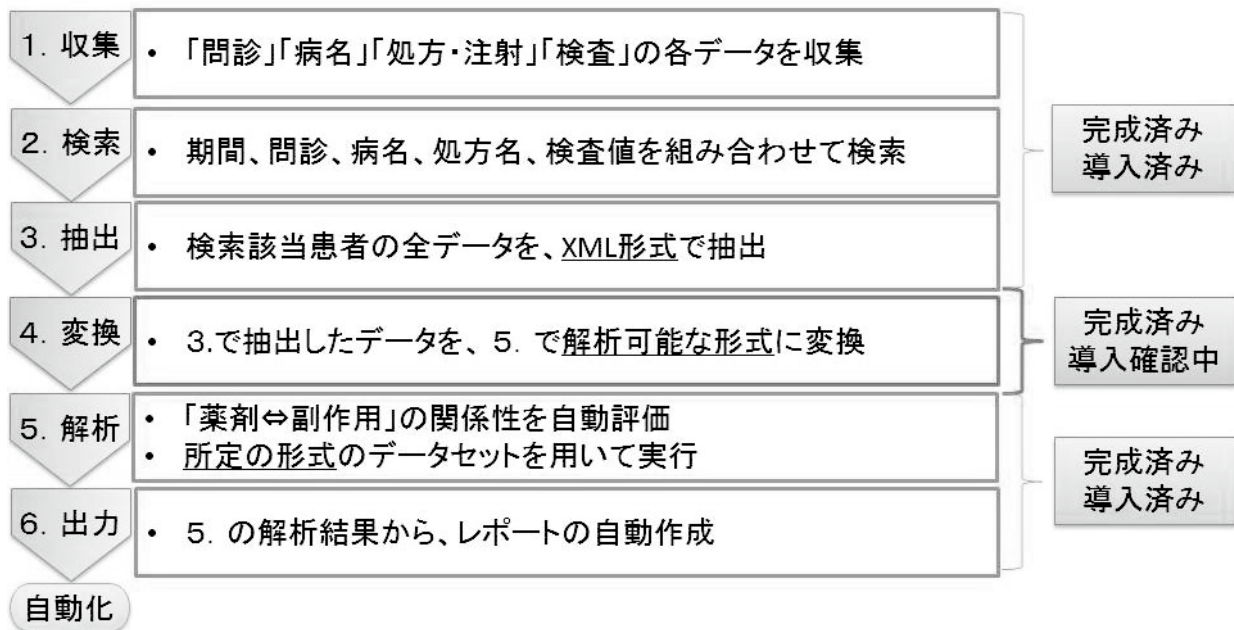 1. 収集
• 「問診」「病名」「処方・注射」「検査」の各データを収集
2. 検索
• 期間、問診、病名、処方名、検査値を組み合わせて検索
完成済み
導入済み
3. 抽出
• 検索該当患者の全データを、XML形式で抽出
4. 変換
• 3.で抽出したデータを、5. で解析可能な形式に変換
完成済み
導入確認中
5. 解析
• 「薬剤⇔副作用」の関係性を自動評価
• 所定の形式のデータセットを用いて実行
完成済み
導入済み
6. 出力
• 5. の解析結果から、レポートの自動作成
自動化